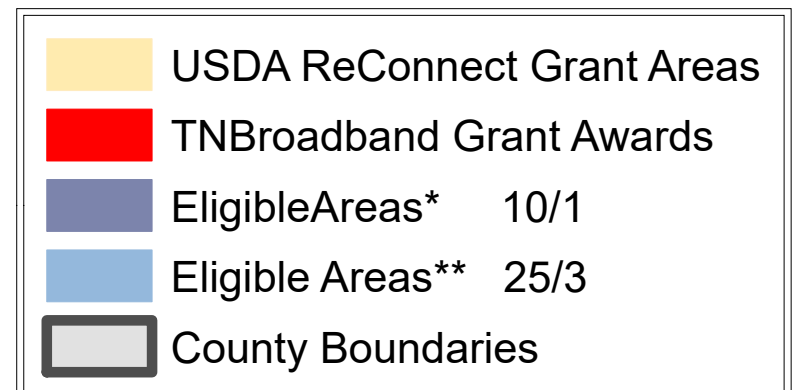 USDA ReConnect Grant Areas
TNBroadband Grant Awards
EligibleAreas* 10/1
Eligible Areas** 25/3
County Boundaries